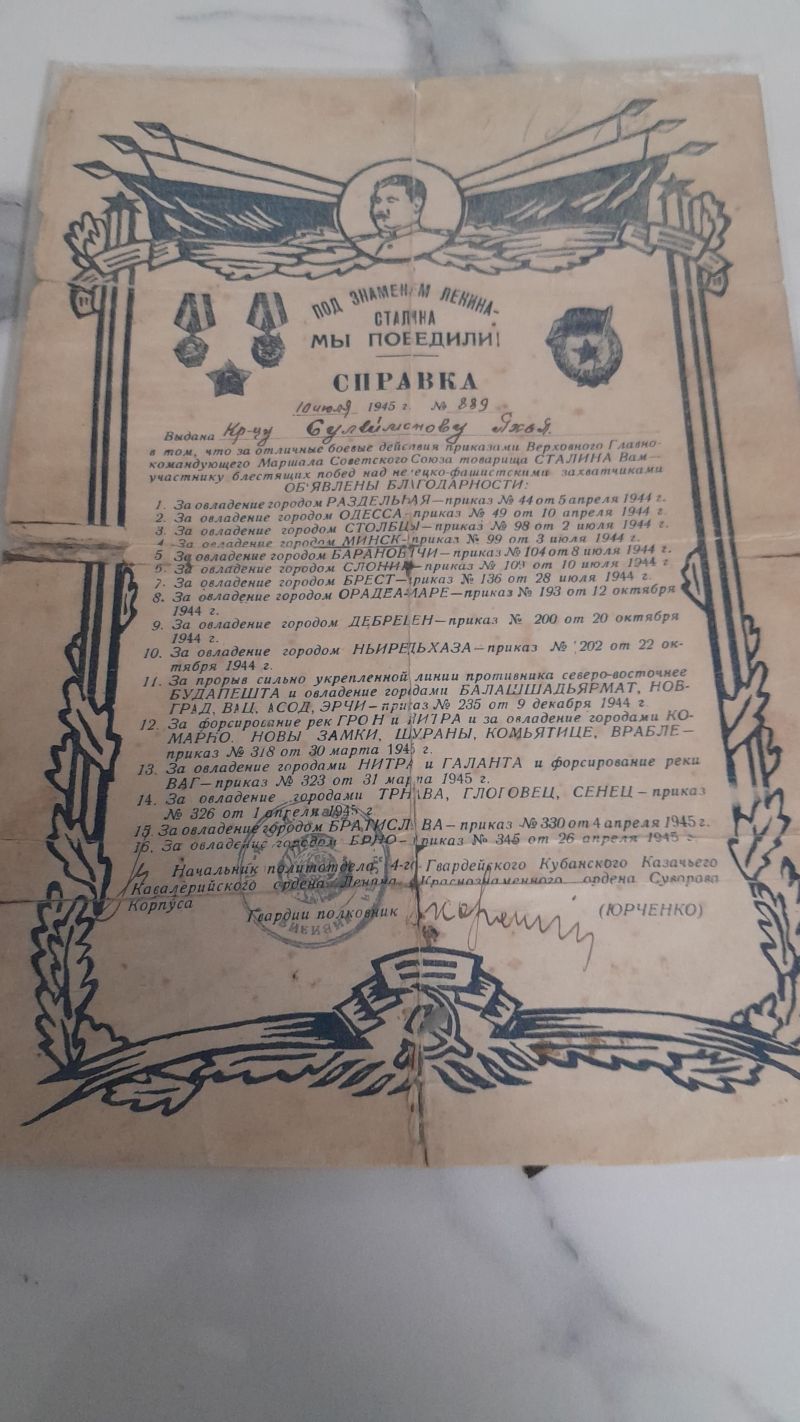 ПОД ЗНАМЕНЕМ ЛЕНИНА-
СТАЛИНА
МЫ ПОБЕДИЛИ!
СПРАВКА
10 июля 1945 г. № 889
Выдана Кр-цу Сулейменову Яхья
в том, что за отличные боевые действия приказами Верховного Главно-
командующего Маршала Советского Союза товарища СТАЛИНА Вам—
участнику блестящих побед над немецко-фашистскими захватчиками
ОБ'ЯВЛЕНЫ БЛАГОДАРНОСТИ:
1. За овладение городом РАЗДЕЛЬНАЯ—приказ № 44 от 5 апреля 1944 г.
2. За овладение городом ОДЕССА—приказ № 49 от 10 апреля 1944 г.
3. За овладение городом СТОЛБЦЫ—приказ № 98 от 2 июля 1944 г.
4. За овладение городом МИНСК-приказ № 99 от 3 июля 1944 г.
5. За овладение городом БАРАНОВИЧИ—приказ № 104 от 8 июля 1944 г.
6. За овладение городом СЛОНИМ—приказ № 103 от 10 июля 1944 г
7. За овладение городом БРЕСТ—приказ № 136 от 28 июля 1944 г.
8. За овладение городом ОРАДЕА-МАРЕ—приказ № 193 от 12 октября
1944 г.
9. За овладение городом ДЕБРЕЦЕН—приказ № 200 от 20 октября
1944 г.
10. За овладение городом НЬИРЕДЬХАЗА—приказ № 202 от 22 ок-
тября 1944 г.
11. За прорыв сильно укрепленной линии противника северо-восточнее
БУДАПЕШТА и овладение городами БАЛАШШАДЬЯРМАТ, НОВ-
ГРАД, ВАЦ, АСОД, ЭРЧИ—приказ № 235 от 9 декабря 1944 г.
12. За форсирование рек ГРОН и НИТРА и за овладение городами КО-
МАРНО, НОВЫ ЗАМКИ, ШУРАНЫ, КОМЬЯТИЦЕ, ВРАБЛЕ—
приказ № 318 от 30 марта 1945 г.
13. За овладение городами НИТРА и ГАЛАНТА и форсирование реки
ВАГ—приказ № 323 от 31 марта 1945 г.
14. За овладение городами ТРНАВА, ГЛОГОВЕЦ, СЕНЕЦ—приказ
№ 326 от 1 апреля 1945 г
15. За овладение городом БРАТИСЛАВА—приказ № 330 от 4 апреля 1945 г.
16. За овладение городом БРНО—приказ № 345 от 26 апреля 1945 г.
Начальник политотдела 4-го Гвардейского Кубанского Казачьего
Кавалерийского ордена Ленина Краснознаменного ордена Суворова
Корпуса
Гвардии полковник (ЮРЧЕНКО)